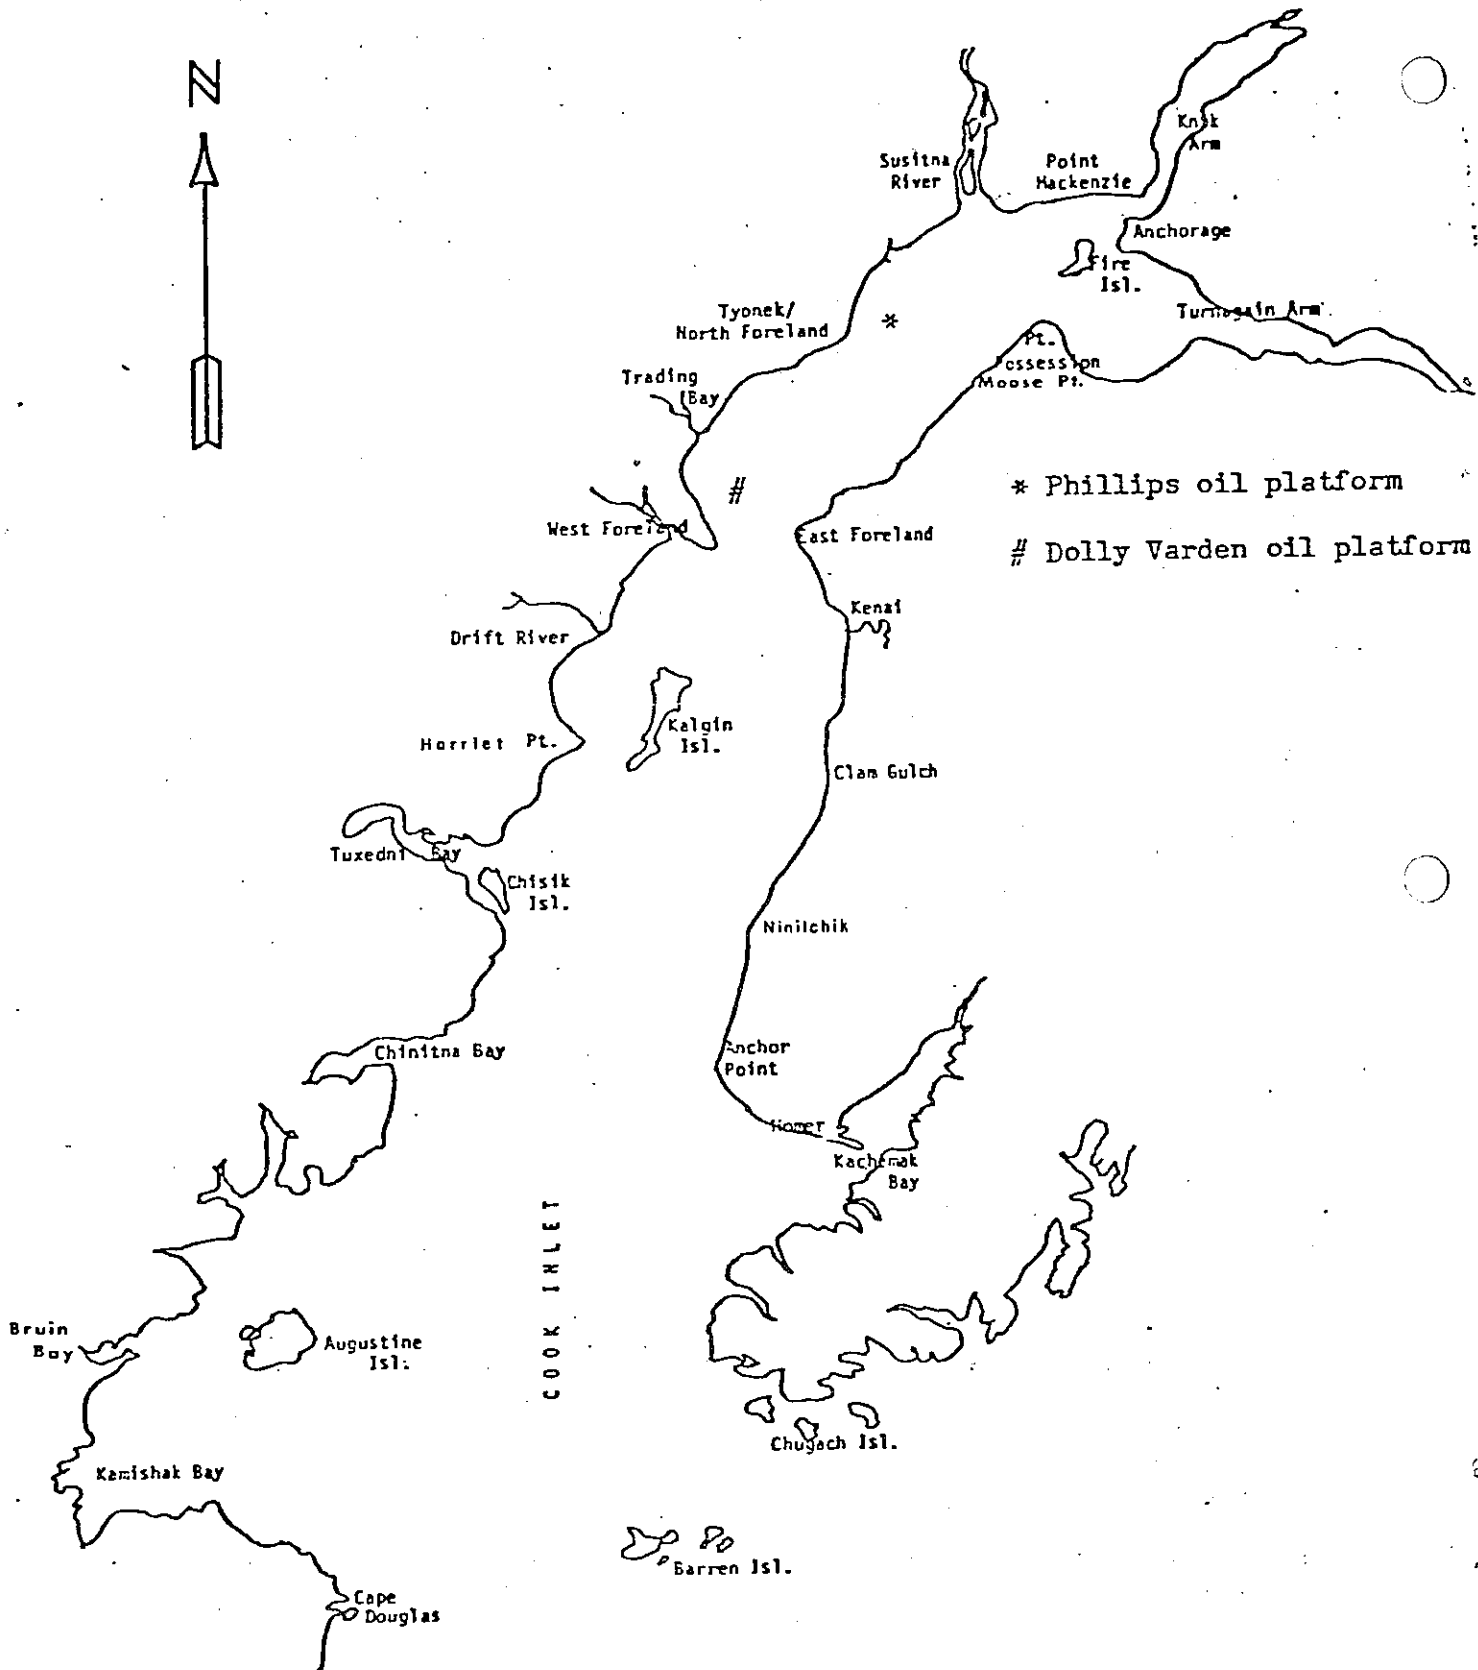 N
Knik
Arm
Susitna
River
Point
Mackenzie
Anchorage
Fire
Isl.
Turnagain Arm
Tyonek/
North Foreland
*
Pt.
Possession
Moose Pt.
Trading
Bay
#
* Phillips oil platform
West Foreland
East Foreland
# Dolly Varden oil platform
Kenai
Drift River
Kalgin
Isl.
Harriet Pt.
Clam Gulch
Tuxedni Bay
Chisik
Isl.
Ninilchik
Chinitna Bay
Anchor
Point
Homer
Kachemak
Bay
COOK INLET
Bruin
Bay
Augustine
Isl.
Chugach Isl.
Kamishak Bay
Barren Isl.
Cape
Douglas